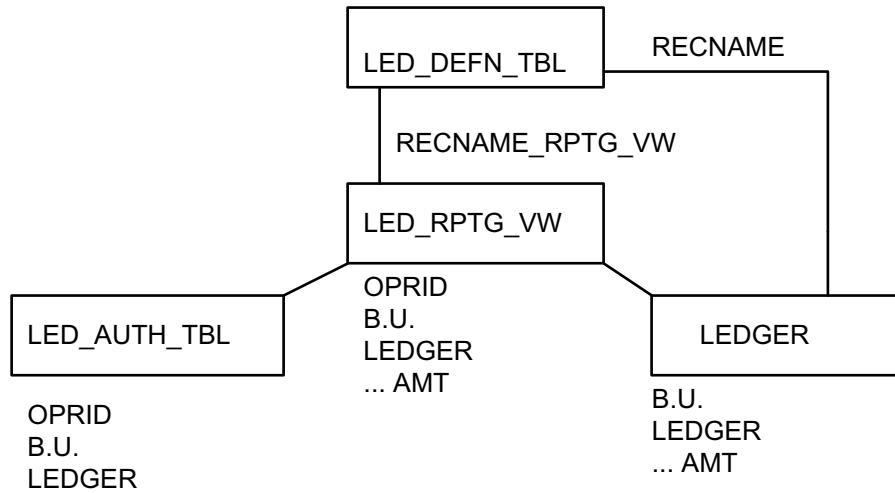 LED_DEFN_TBL
RECNAME
RECNAME_RPTG_VW
LED_RPTG_VW
OPRID
B.U.
LEDGER
... AMT
LED_AUTH_TBL
OPRID
B.U.
LEDGER
LEDGER
B.U.
LEDGER
... AMT